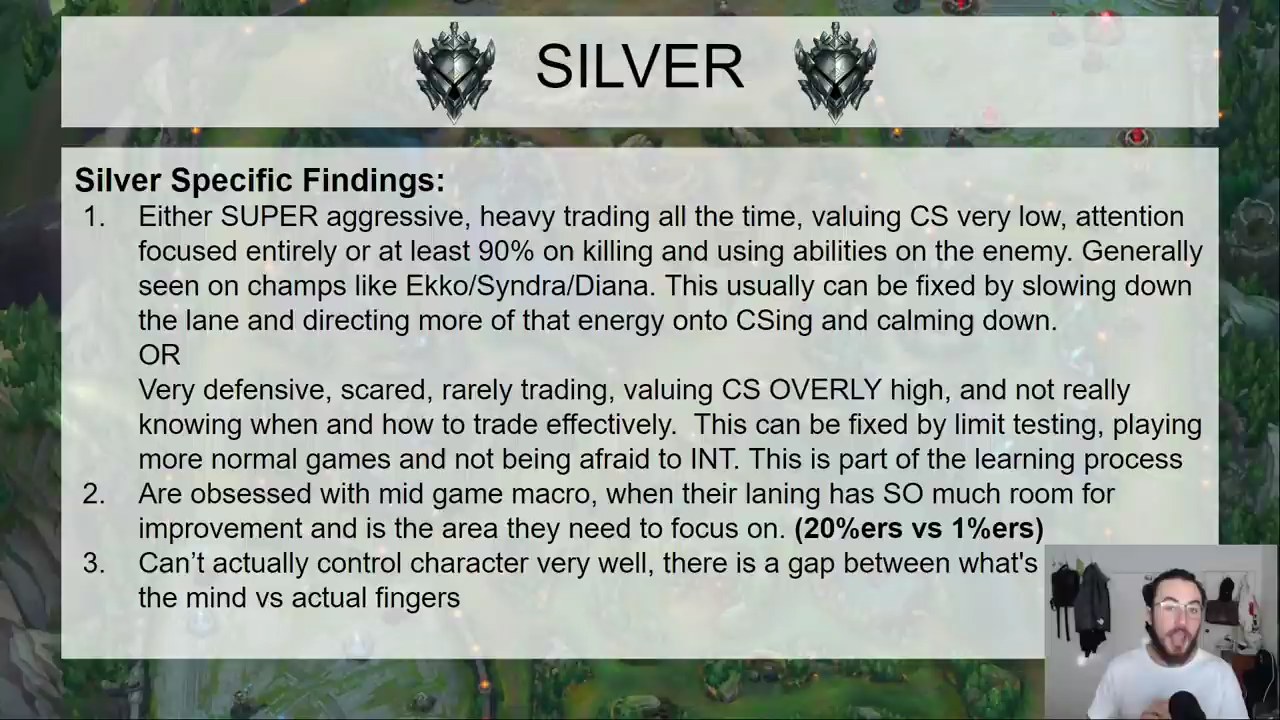 SILVER
Silver Specific Findings:
1. Either SUPER aggressive, heavy trading all the time, valuing CS very low, attention
focused entirely or at least 90% on killing and using abilities on the enemy. Generally
seen on champs like Ekko/Syndra/Diana. This usually can be fixed by slowing down
the lane and directing more of that energy onto CSing and calming down.
OR
Very defensive, scared, rarely trading, valuing CS OVERLY high, and not really
knowing when and how to trade effectively.  This can be fixed by limit testing, playing
more normal games and not being afraid to INT. This is part of the learning process
2. Are obsessed with mid game macro, when their laning has SO much room for
improvement and is the area they need to focus on. (20%ers vs 1%ers)
3. Can’t actually control character very well, there is a gap between what's
the mind vs actual fingers